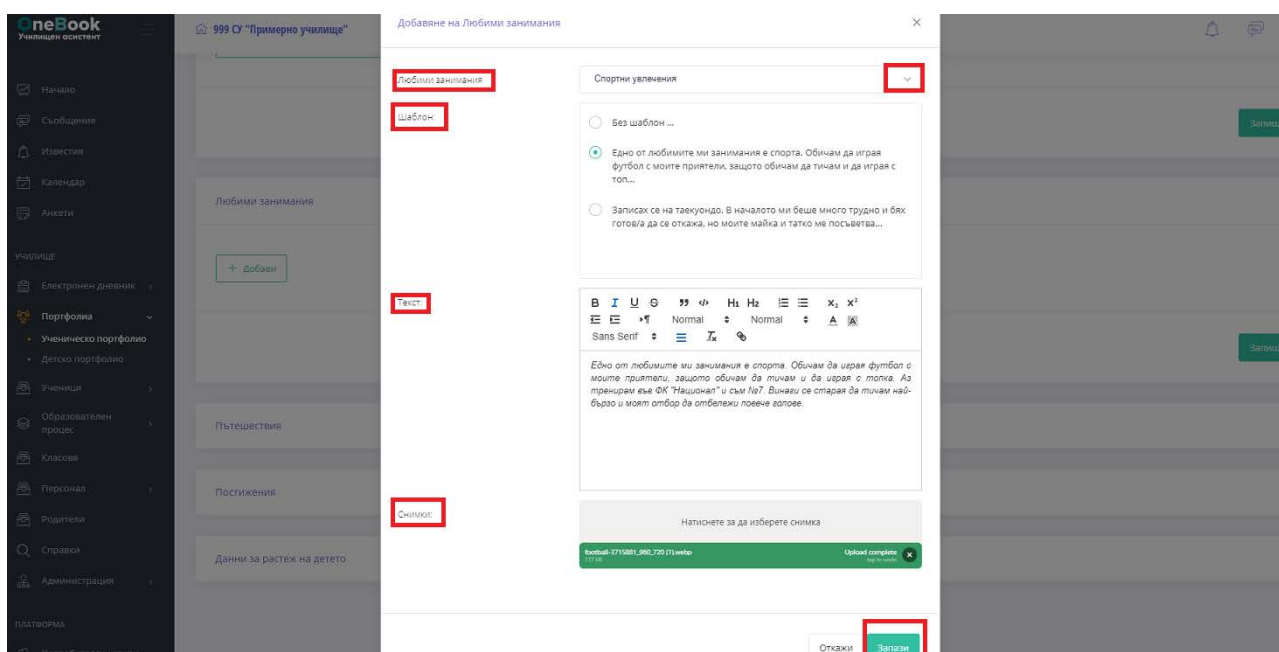 OneBook
Училищен асистент
999 СУ "Примерно училище"
Начало
Съобщения
Известия
Календар
Анкети
УЧИЛИЩЕ
Електронен дневник
Портфолиа
Ученическо портфолио
Детско портфолио
Ученици
Образователен
процес
Класове
Персонал
Родители
Справки
Администрация
ПЛАТФОРМА
Любими занимания
+ Добави
Пътешествия
Постижения
Данни за растеж на детето
Добавяне на Любими занимания
Любими занимания
Спортни увлечения
Шаблон:
Без шаблон ...
Едно от любимите ми занимания е спорта. Обичам да играя
футбол с моите приятели, защото обичам да тичам и да играя с
топ...
Записах се на таекуондо. В началото ми беше много трудно и бях
готов/а да се откажа, но моите майка и татко ме посъветва...
Текст:
B I U S H1 H2 X2 X2
Normal Normal A A
Sans Serif Tx
Едно от любимите ми занимания е спорта. Обичам да играя футбол с
моите приятели, защото обичам да тичам и да играя с топка. Аз
тренирам във ФК "Национал" и съм №7. Винаги се старая да тичам най-
бързо и моят отбор да отбележи повече голове.
Снимки:
Натиснете за да изберете снимка
football-3715881_960_720 (1).webp
Upload complete
Откажи
Запази